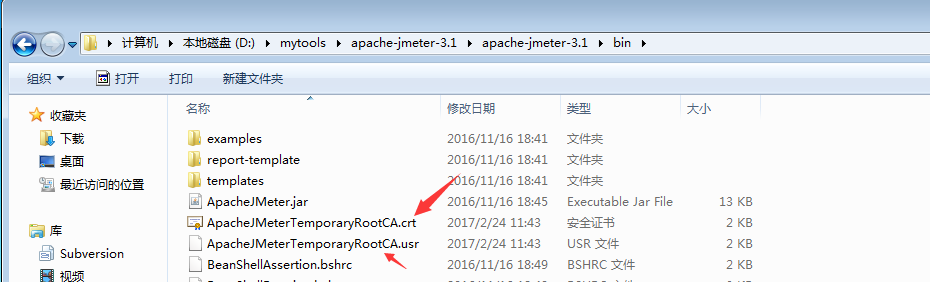 计算机 本地磁盘 (D:) mytools apache-jmeter-3.1 apache-jmeter-3.1 bin
组织 打开 打印 新建文件夹
名称 修改日期 类型 大小
收藏夹
下载
桌面
最近访问的位置
库
Subversion
视频
examples 2016/11/16 18:41 文件夹
report-template 2016/11/16 18:41 文件夹
templates 2016/11/16 18:41 文件夹
ApacheJMeter.jar 2016/11/16 18:45 Executable Jar File 13 KB
ApacheJMeterTemporaryRootCA.crt 2017/2/24 11:43 安全证书 2 KB
ApacheJMeterTemporaryRootCA.usr 2017/2/24 11:43 USR 文件 2 KB
BeanShellAssertion.bshrc 2016/11/16 18:49 BSHRC 文件 2 KB